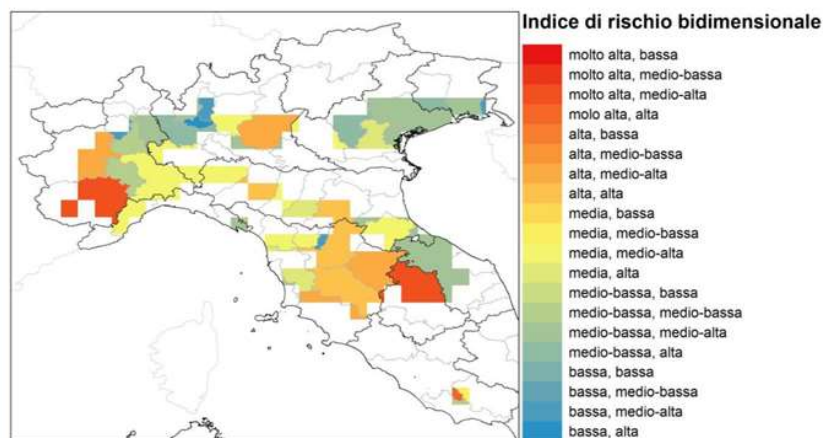 Indice di rischio bidimensionale
molto alta, bassa
molto alta, medio-bassa
molto alta, medio-alta
molo alta, alta
alta, bassa
alta, medio-bassa
alta, medio-alta
alta, alta
media, bassa
media, medio-bassa
media, medio-alta
media, alta
medio-bassa, bassa
medio-bassa, medio-bassa
medio-bassa, medio-alta
medio-bassa, alta
bassa, bassa
bassa, medio-bassa
bassa, medio-alta
bassa, alta